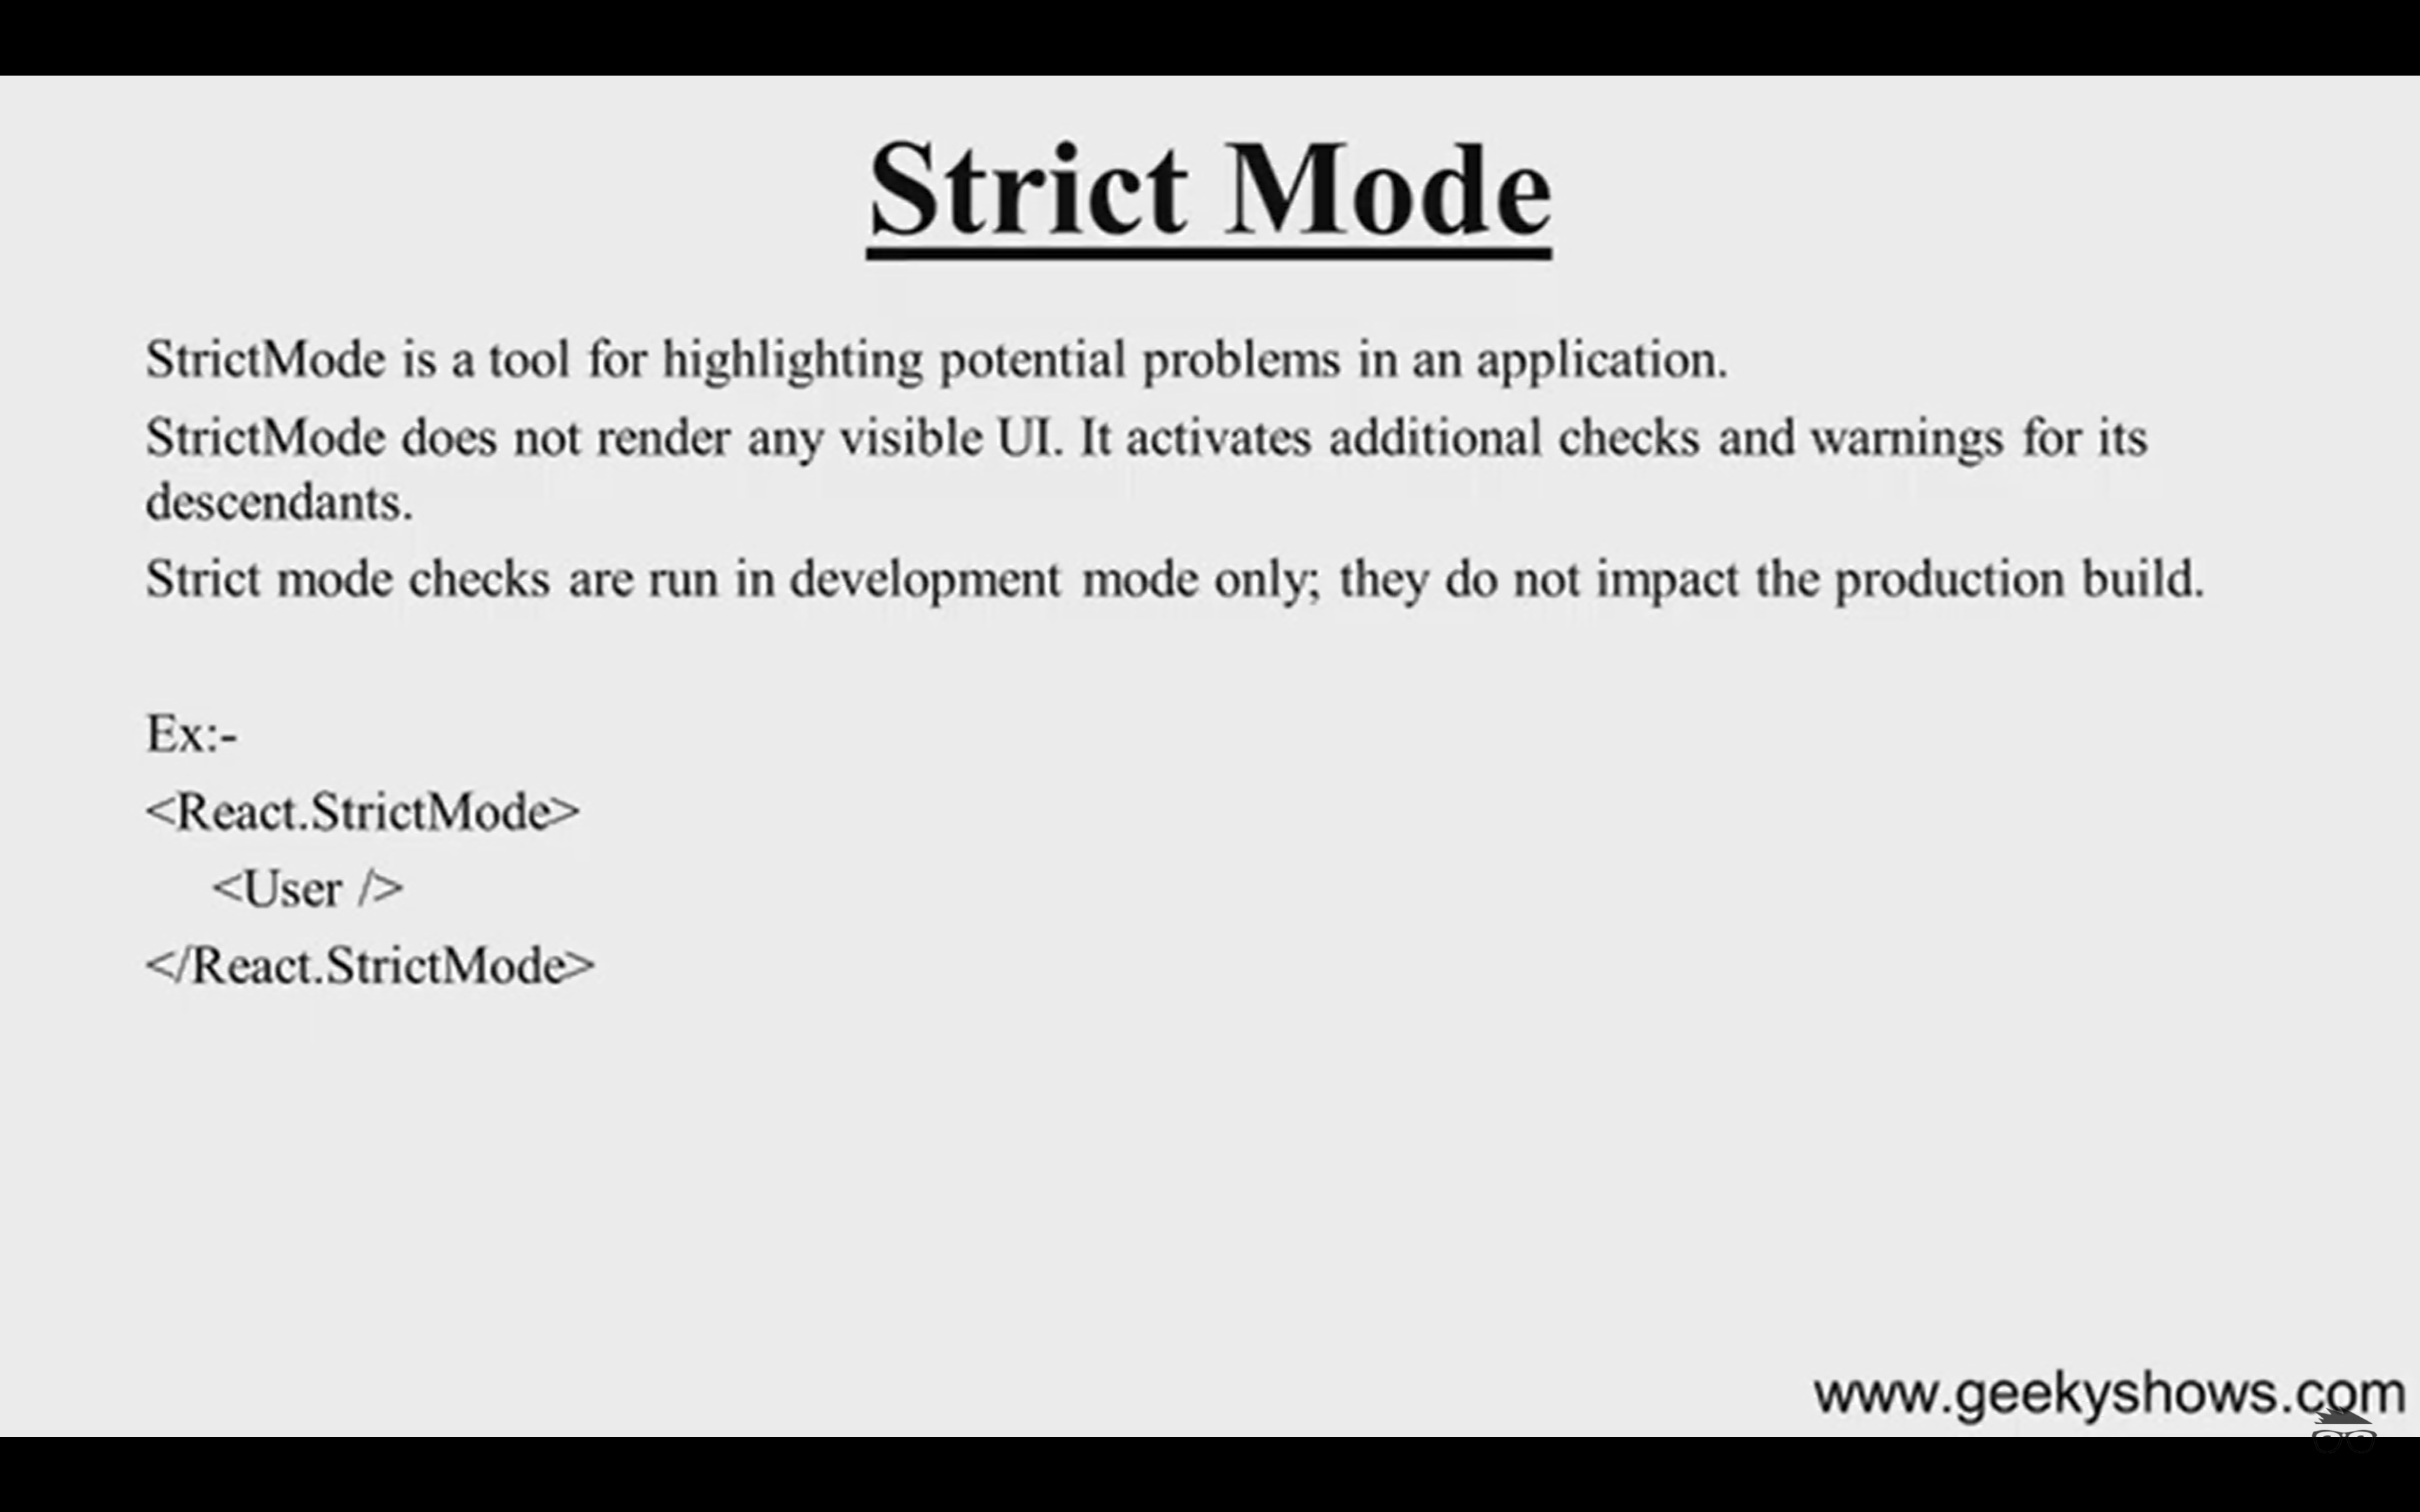 Strict Mode
StrictMode is a tool for highlighting potential problems in an application.
StrictMode does not render any visible UI. It activates additional checks and warnings for its
descendants.
Strict mode checks are run in development mode only; they do not impact the production build.
Ex:-
<React.StrictMode>
<User />
</React.StrictMode>
www.geekyshows.com